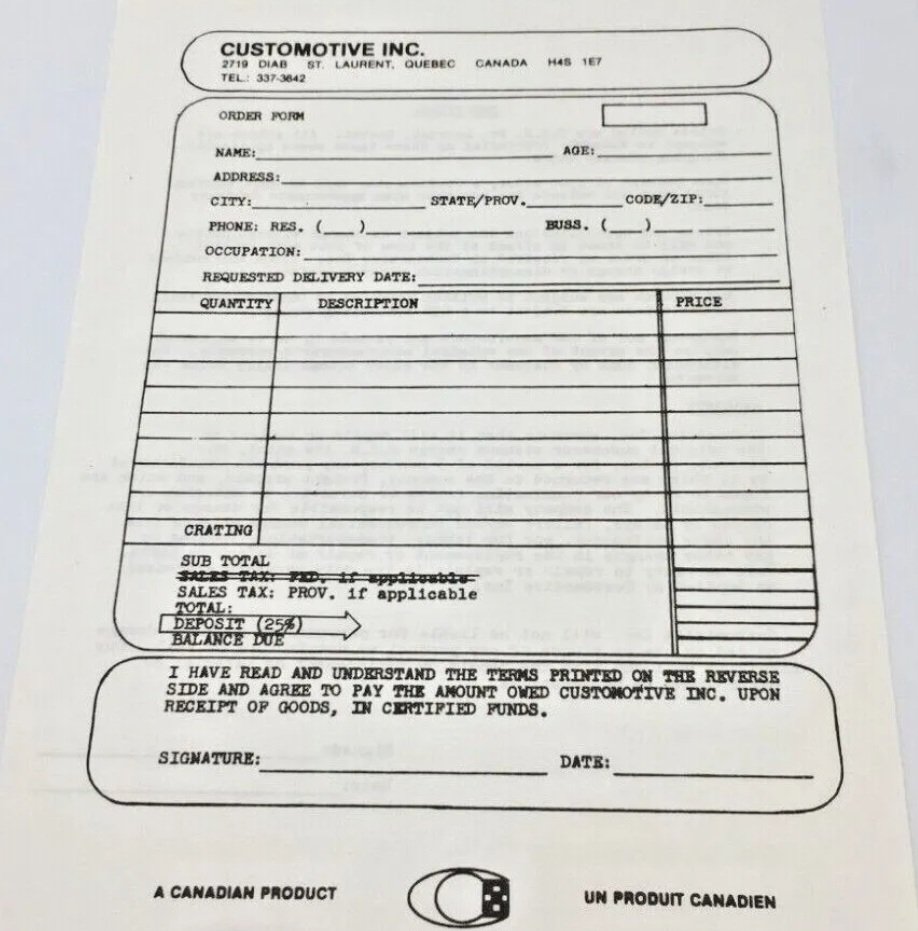 CUSTOMOTIVE INC.
2719 DIAB ST. LAURENT, QUEBEC CANADA H4S 1E7
TEL.: 337-3642
ORDER FORM
NAME: AGE:
ADDRESS:
CITY: STATE/PROV. CODE/ZIP:
PHONE: RES. ( ) BUSS. ( )
OCCUPATION:
REQUESTED DELIVERY DATE:
QUANTITY DESCRIPTION PRICE
CRATING
SUB TOTAL
SALES TAX: FED. if applicable
SALES TAX: PROV. if applicable
TOTAL:
DEPOSIT (25%)
BALANCE DUE
I HAVE READ AND UNDERSTAND THE TERMS PRINTED ON THE REVERSE
SIDE AND AGREE TO PAY THE AMOUNT OWED CUSTOMOTIVE INC. UPON
RECEIPT OF GOODS, IN CERTIFIED FUNDS.
SIGNATURE: DATE:
A CANADIAN PRODUCT UN PRODUIT CANADIEN